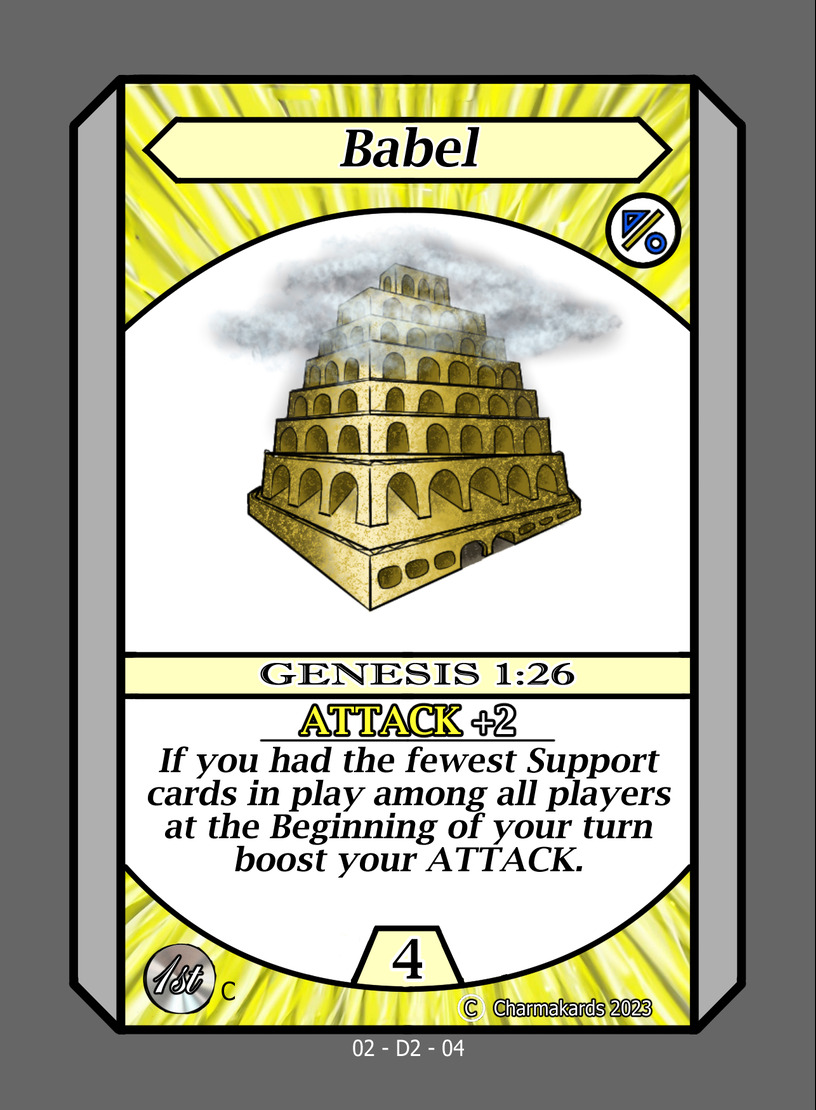 Babel
GENESIS 1:26
ATTACK +2
If you had the fewest Support
cards in play among all players
at the Beginning of your turn
boost your ATTACK.
4
1st C
© Charmakards 2023
02 - D2 - 04